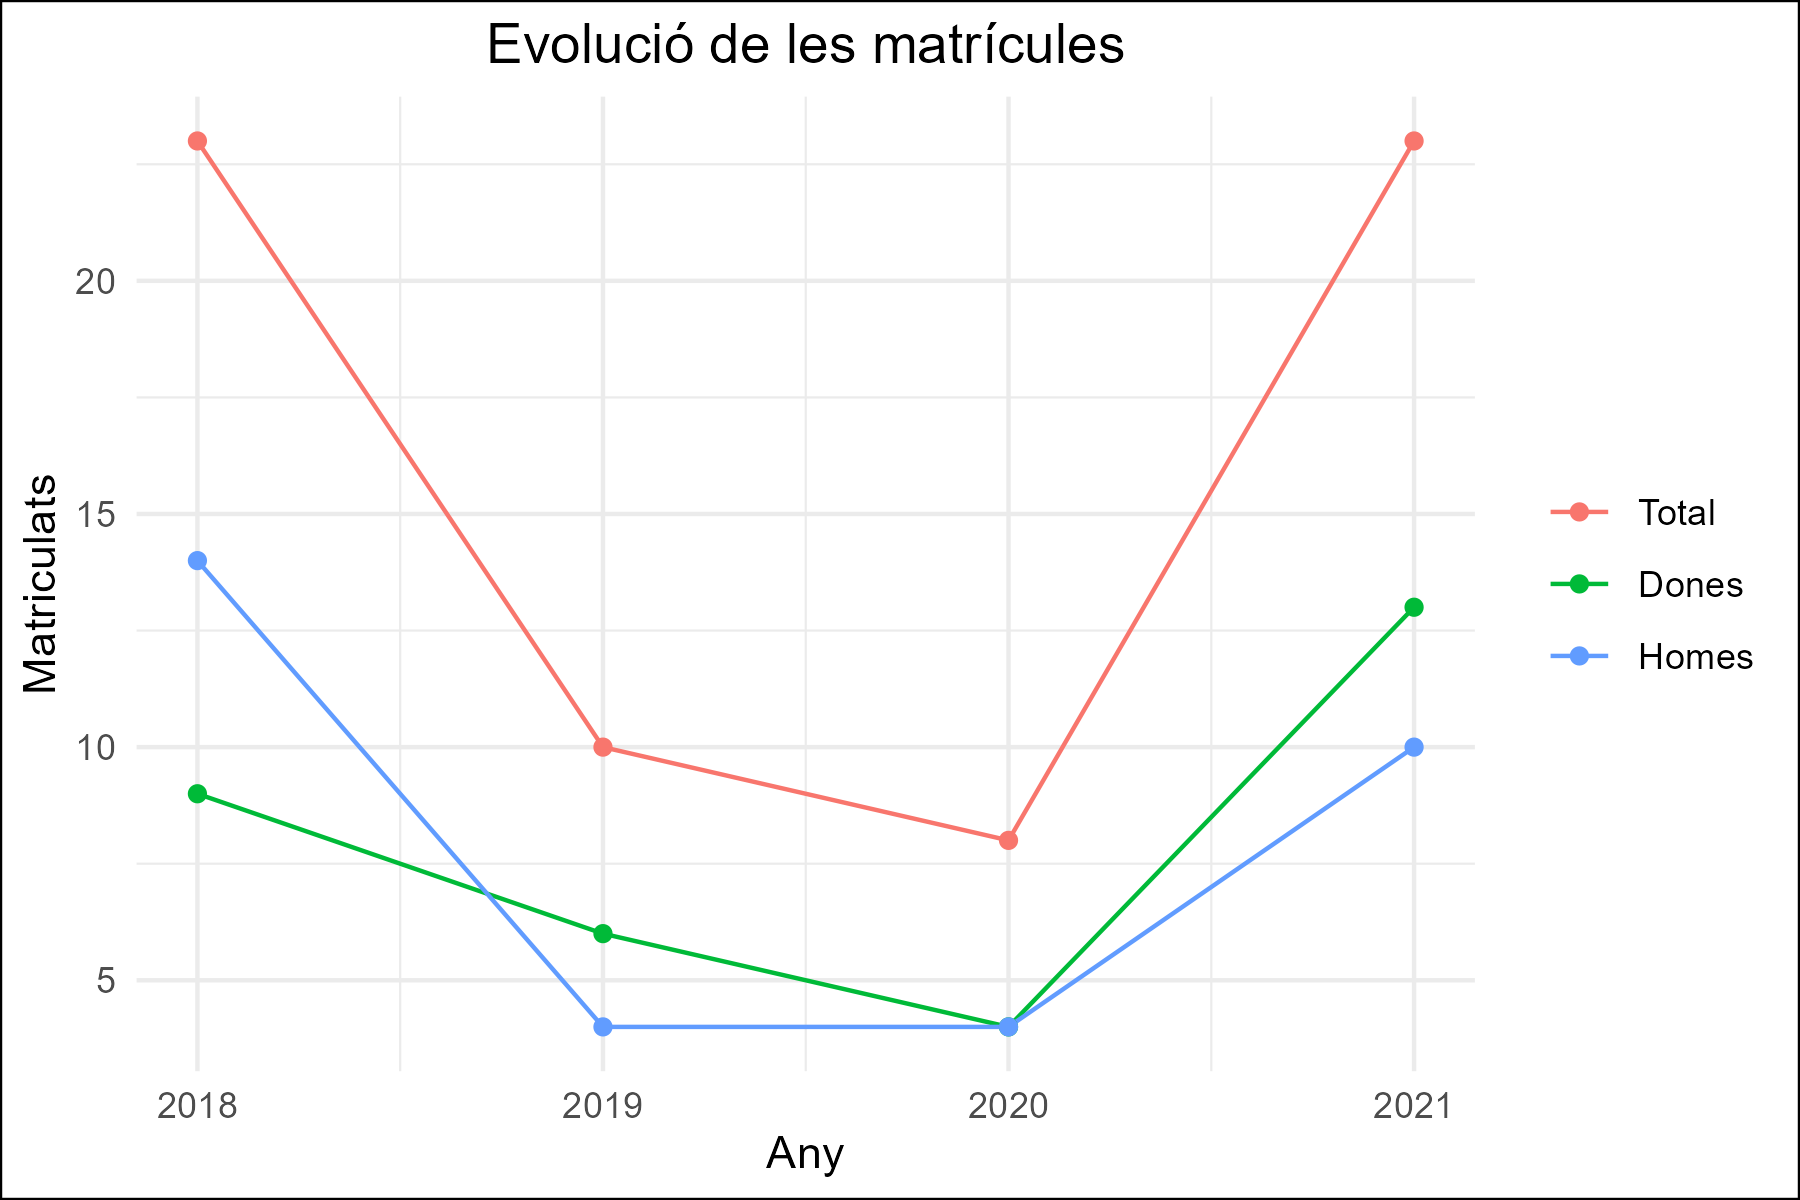 Evolució de les matrícules
Matriculats
20
15
10
5
2018
2019
2020
2021
Any
Total
Dones
Homes